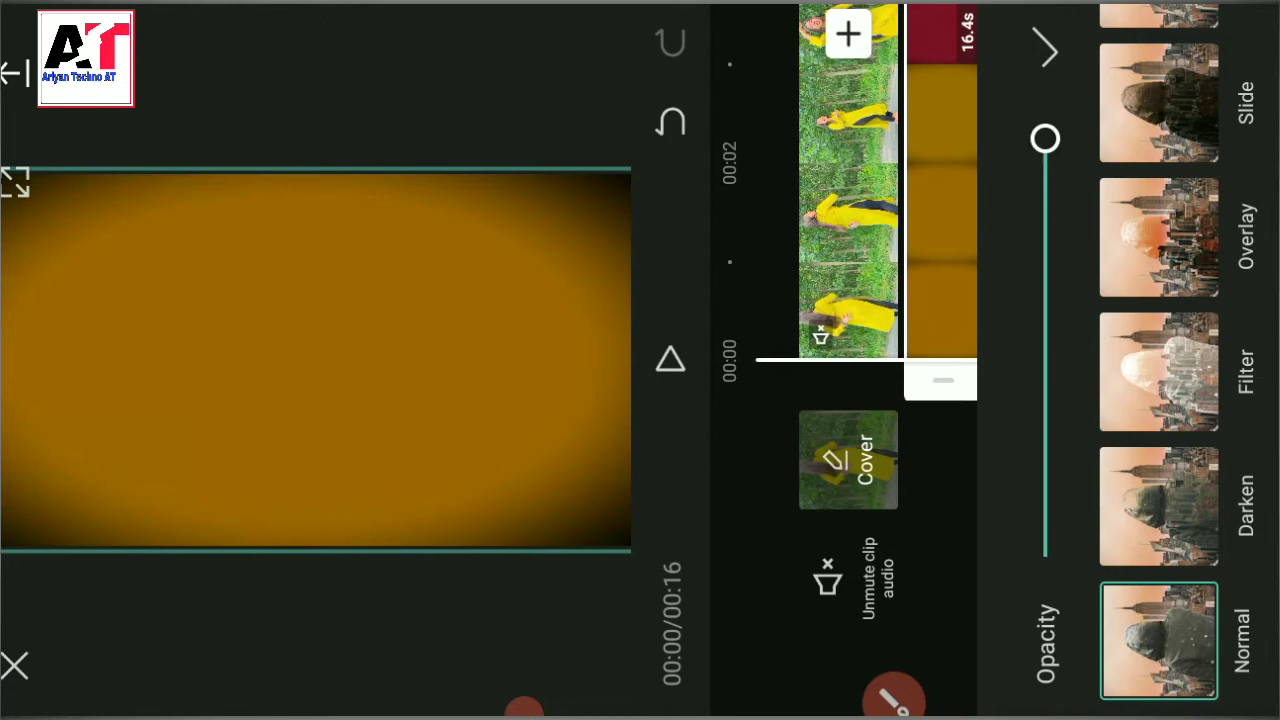 AT
Ariyan Techno AT
00:00/00:16
00:00
00:02
16.4s
Cover
Unmute clip
audio
Opacity
Normal
Darken
Filter
Overlay
Slide